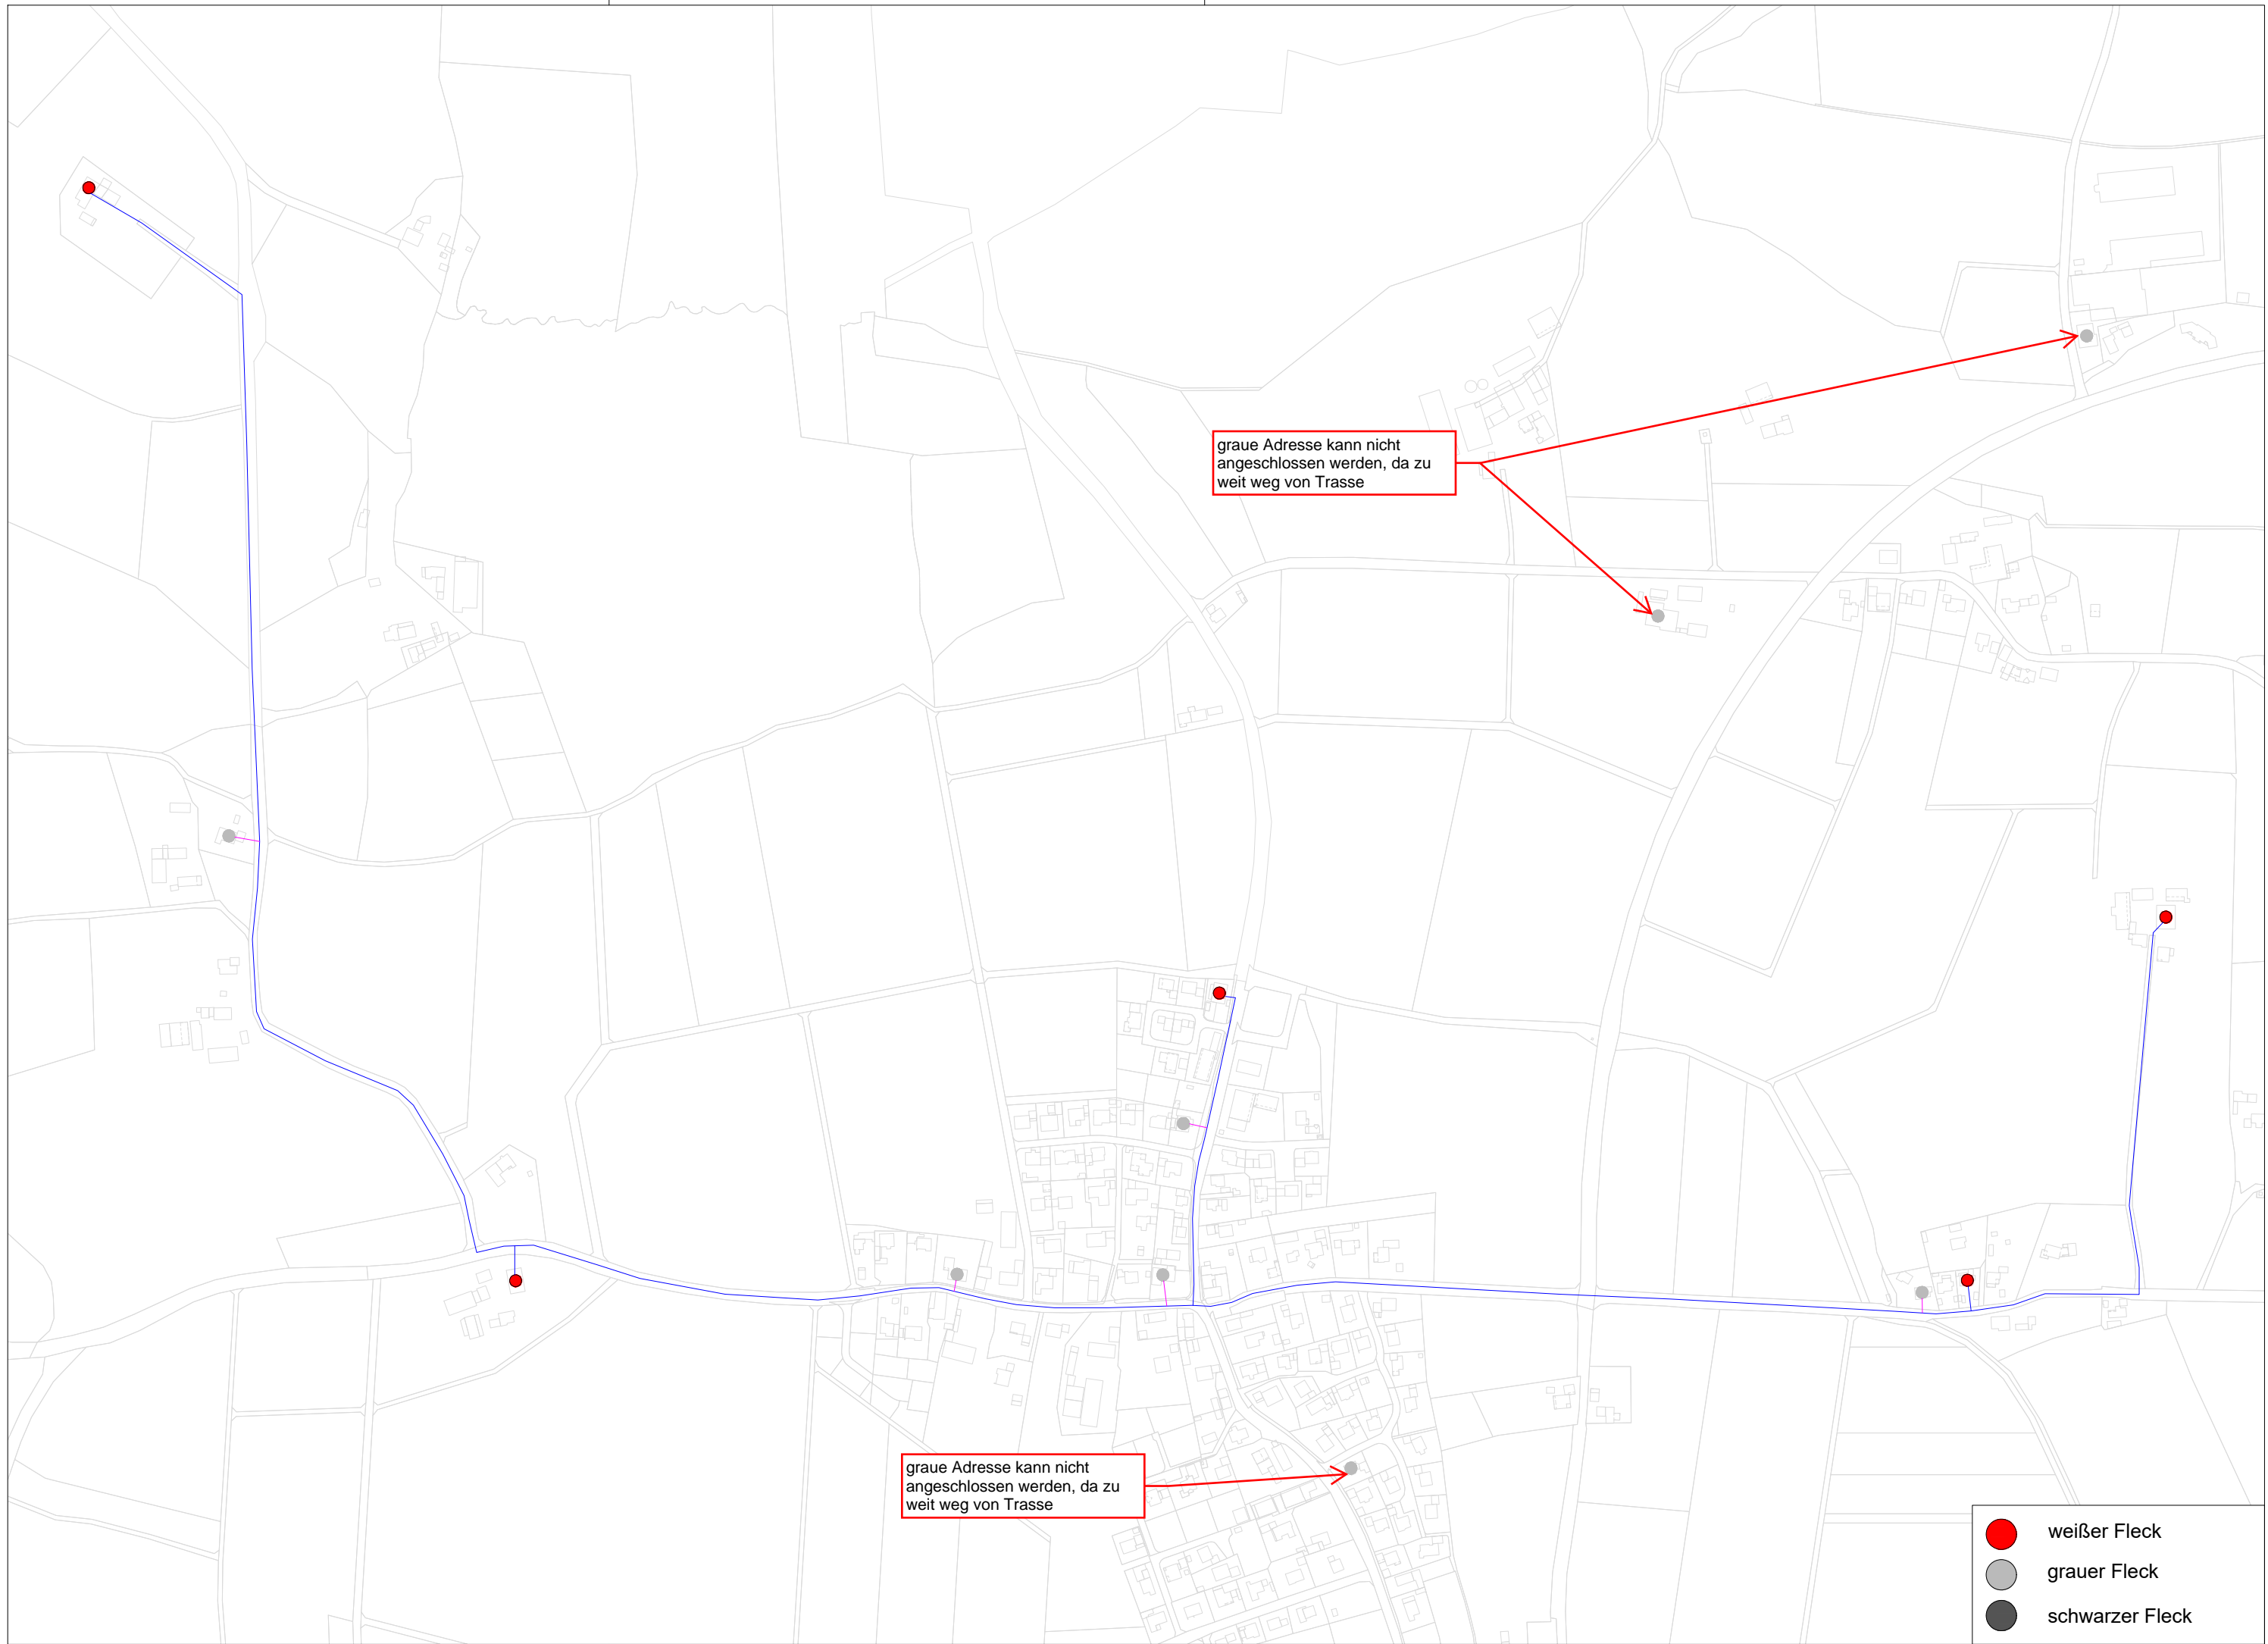 graue Adresse kann nicht
angeschlossen werden, da zu
weit weg von Trasse
graue Adresse kann nicht
angeschlossen werden, da zu
weit weg von Trasse
weißer Fleck
grauer Fleck
schwarzer Fleck